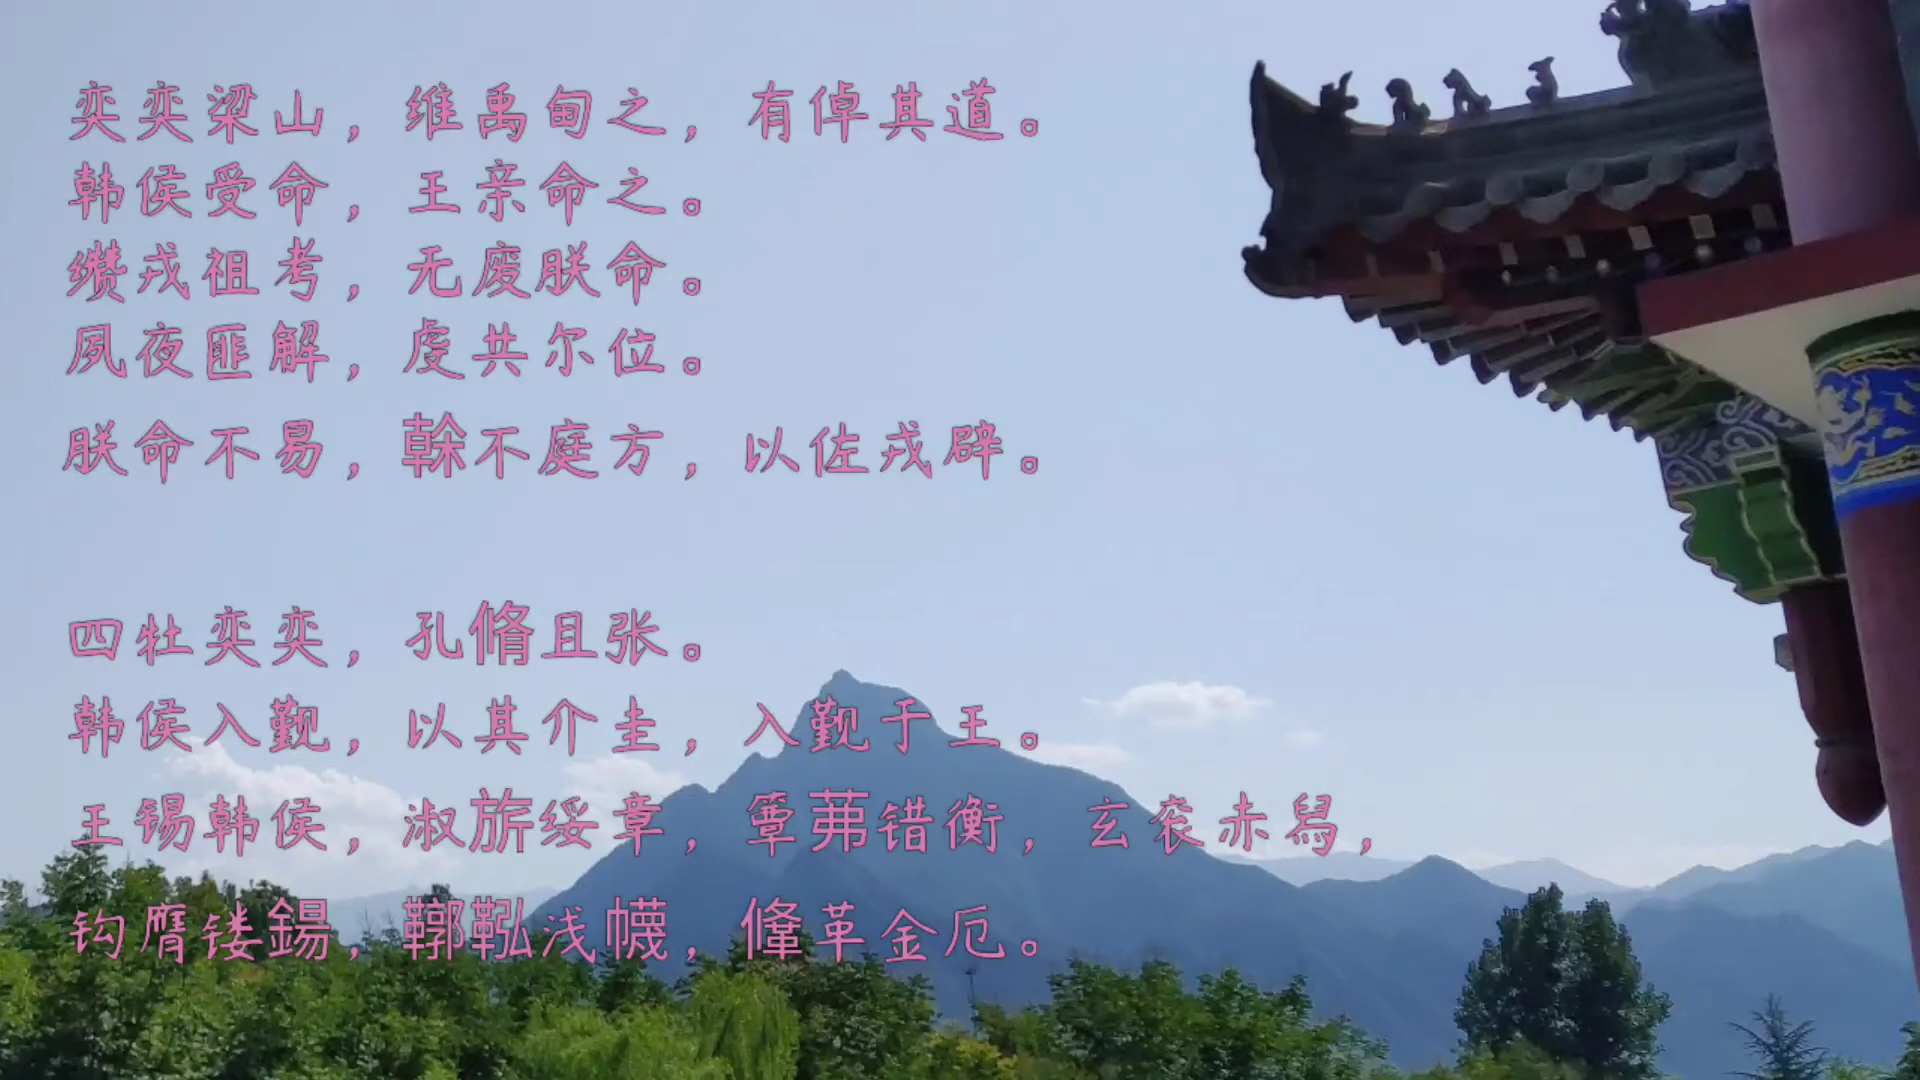 奕奕梁山，维禹甸之，有倬其道。
韩侯受命，王亲命之。
缵戎祖考，无废朕命。
夙夜匪解，虔共尔位。
朕命不易，榦不庭方，以佐戎辟。
四牡奕奕，孔脩且张。
韩侯入觐，以其介圭，入觐于王。
王锡韩侯，淑旂绥章，簟茀错衡，玄衮赤舄，
钩膺镂鍚，鞹鞃浅幭，鞗革金厄。